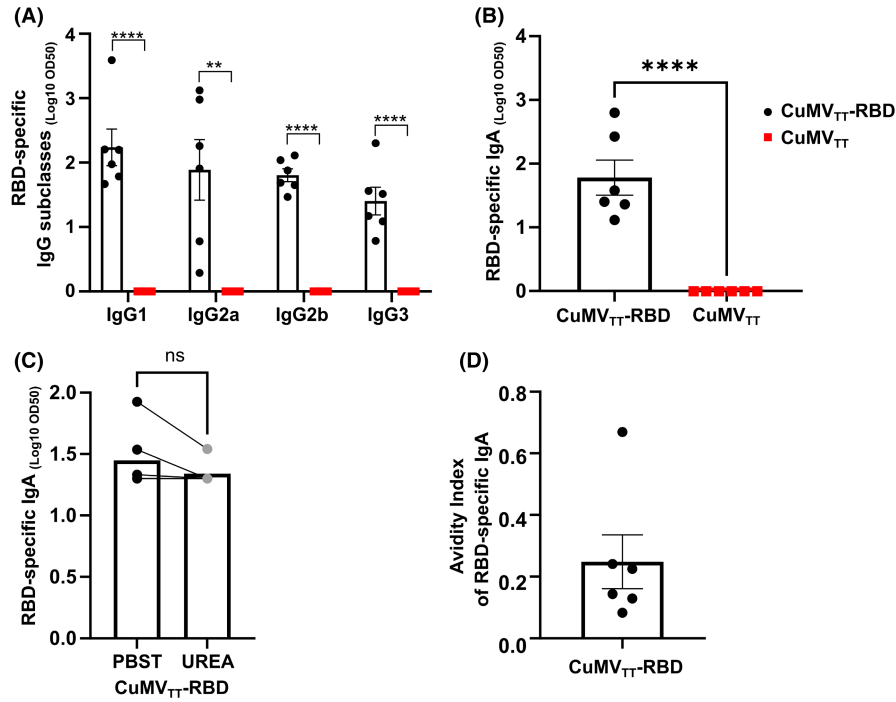 (A)
RBD-specific
IgG subclasses (Log10 OD50)
4
3
2
1
0
****
**
****
****
IgG1
IgG2a
IgG2b
IgG3
(B)
RBD-specific IgA (Log10 OD50)
4
3
2
1
0
****
CuMVTT-RBD
CuMVTT
CuMVTT-RBD
CuMVTT
(C)
RBD-specific IgA (Log10 OD50)
2.0
1.5
1.0
0.5
0.0
ns
PBST
UREA
CuMVTT-RBD
(D)
Avidity Index
of RBD-specific IgA
0.8
0.6
0.4
0.2
0.0
CuMVTT-RBD